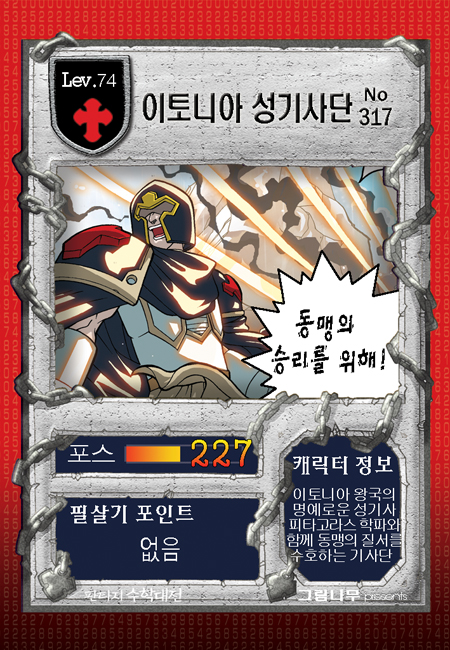 Lev.74
이토니아 성기사단 No 317
동맹의
승리를 위해!
포스 227
필살기 포인트
없음
캐릭터 정보
이토니아 왕국의
명예로운 성기사
피타고라스 학파와
함께 동맹의 질서를
수호하는 기사단
판타지 수학대전
그림나무 presents